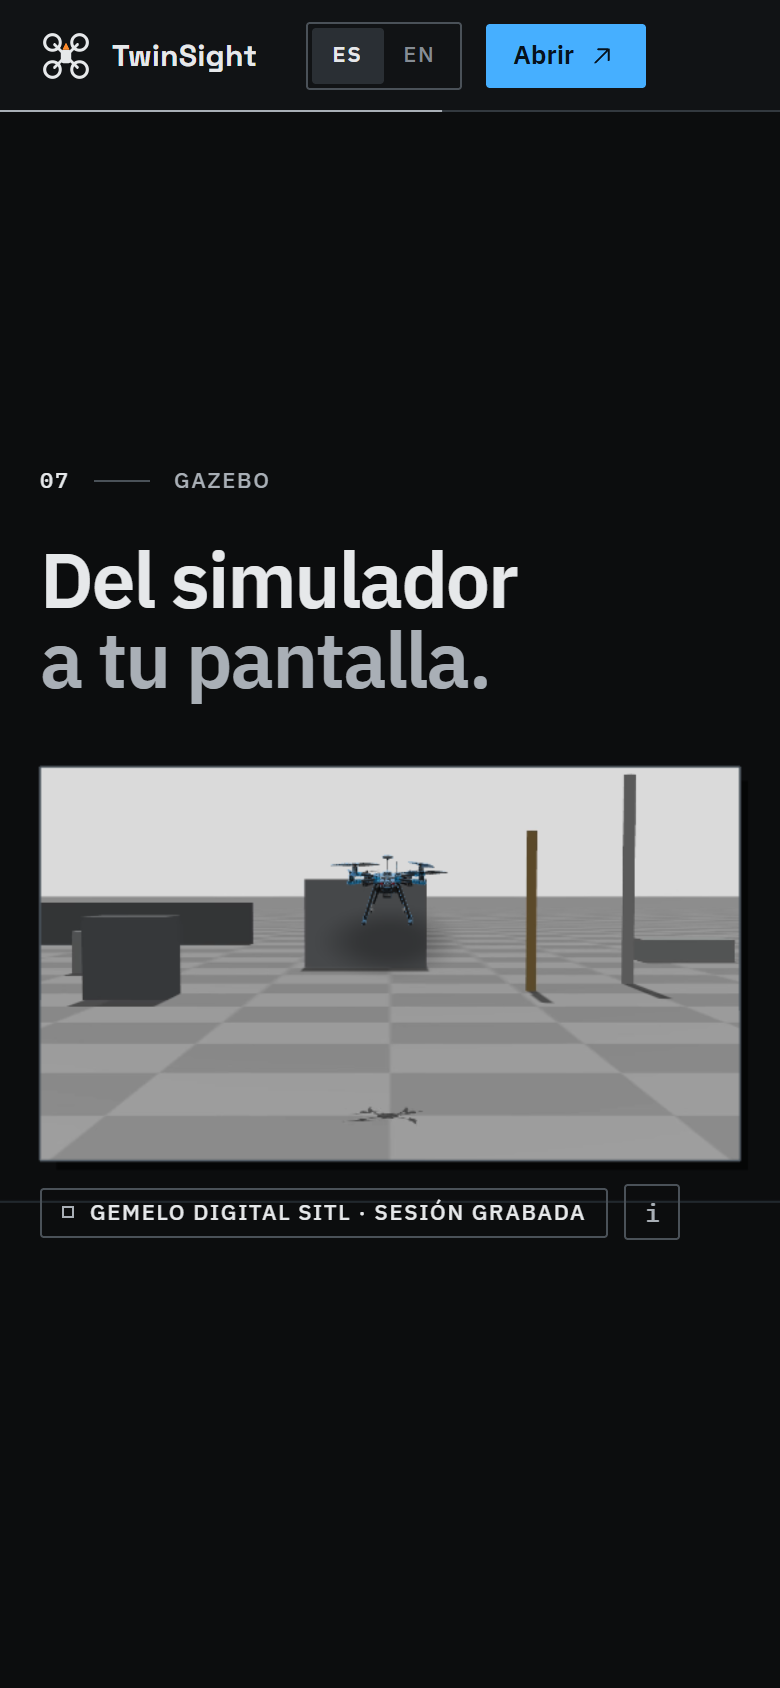 TwinSight
ES EN
Abrir
07 GAZEBO
Del simulador
a tu pantalla.
GEMELO DIGITAL SITL · SESIÓN GRABADA
i